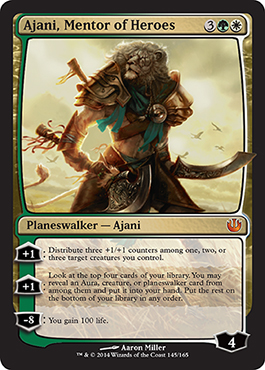 Ajani, Mentor of Heroes 3
Planeswalker — Ajani
+1 : Distribute three +1/+1 counters among one, two, or
three target creatures you control.
Look at the top four cards of your library. You may
+1 : reveal an Aura, creature, or planeswalker card from
among them and put it into your hand. Put the rest
on the bottom of your library in any order.
-8 : You gain 100 life.
Aaron Miller
4
™ & © 2014 Wizards of the Coast 145/165